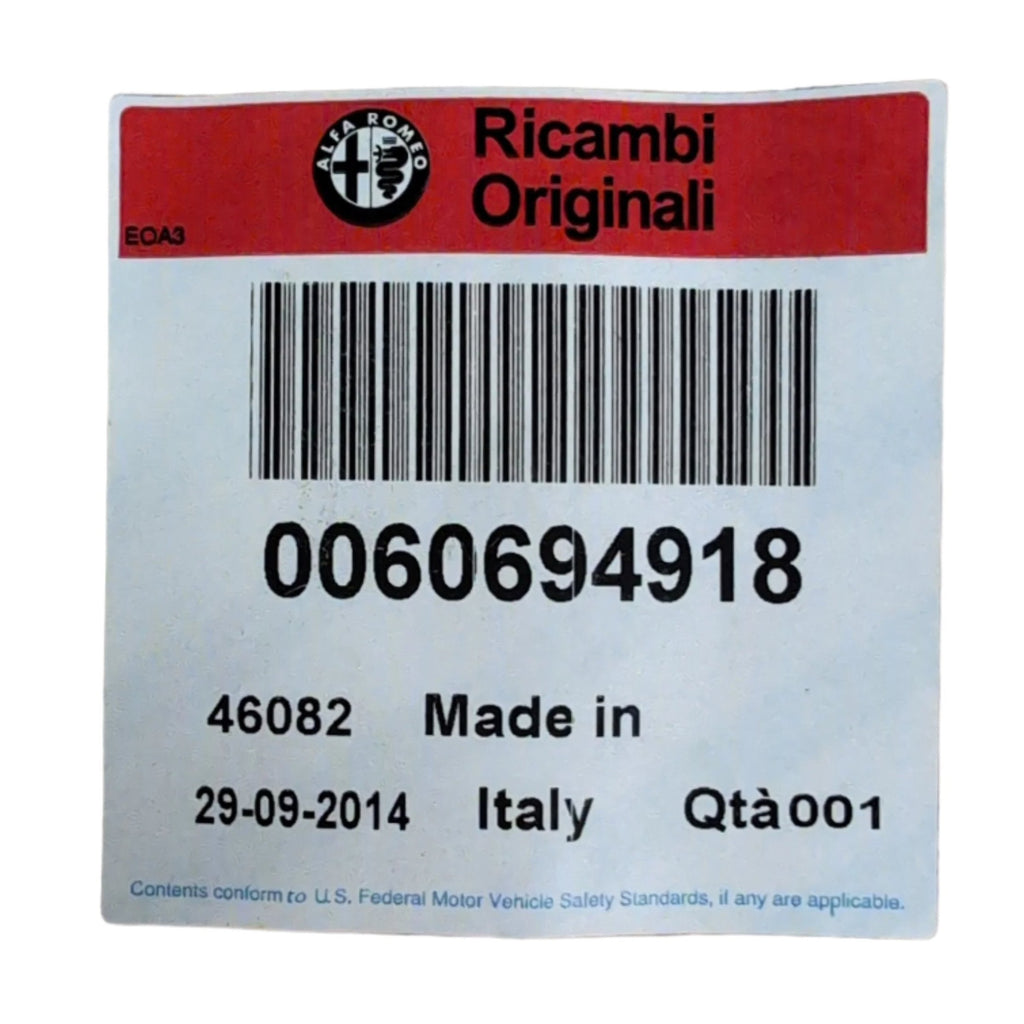 ALFA ROMEO
Ricambi
Originali
EOA3
0060694918
46082 Made in
29-09-2014 Italy Qtà001
Contents conform to U.S. Federal Motor Vehicle Safety Standards, if any are applicable.